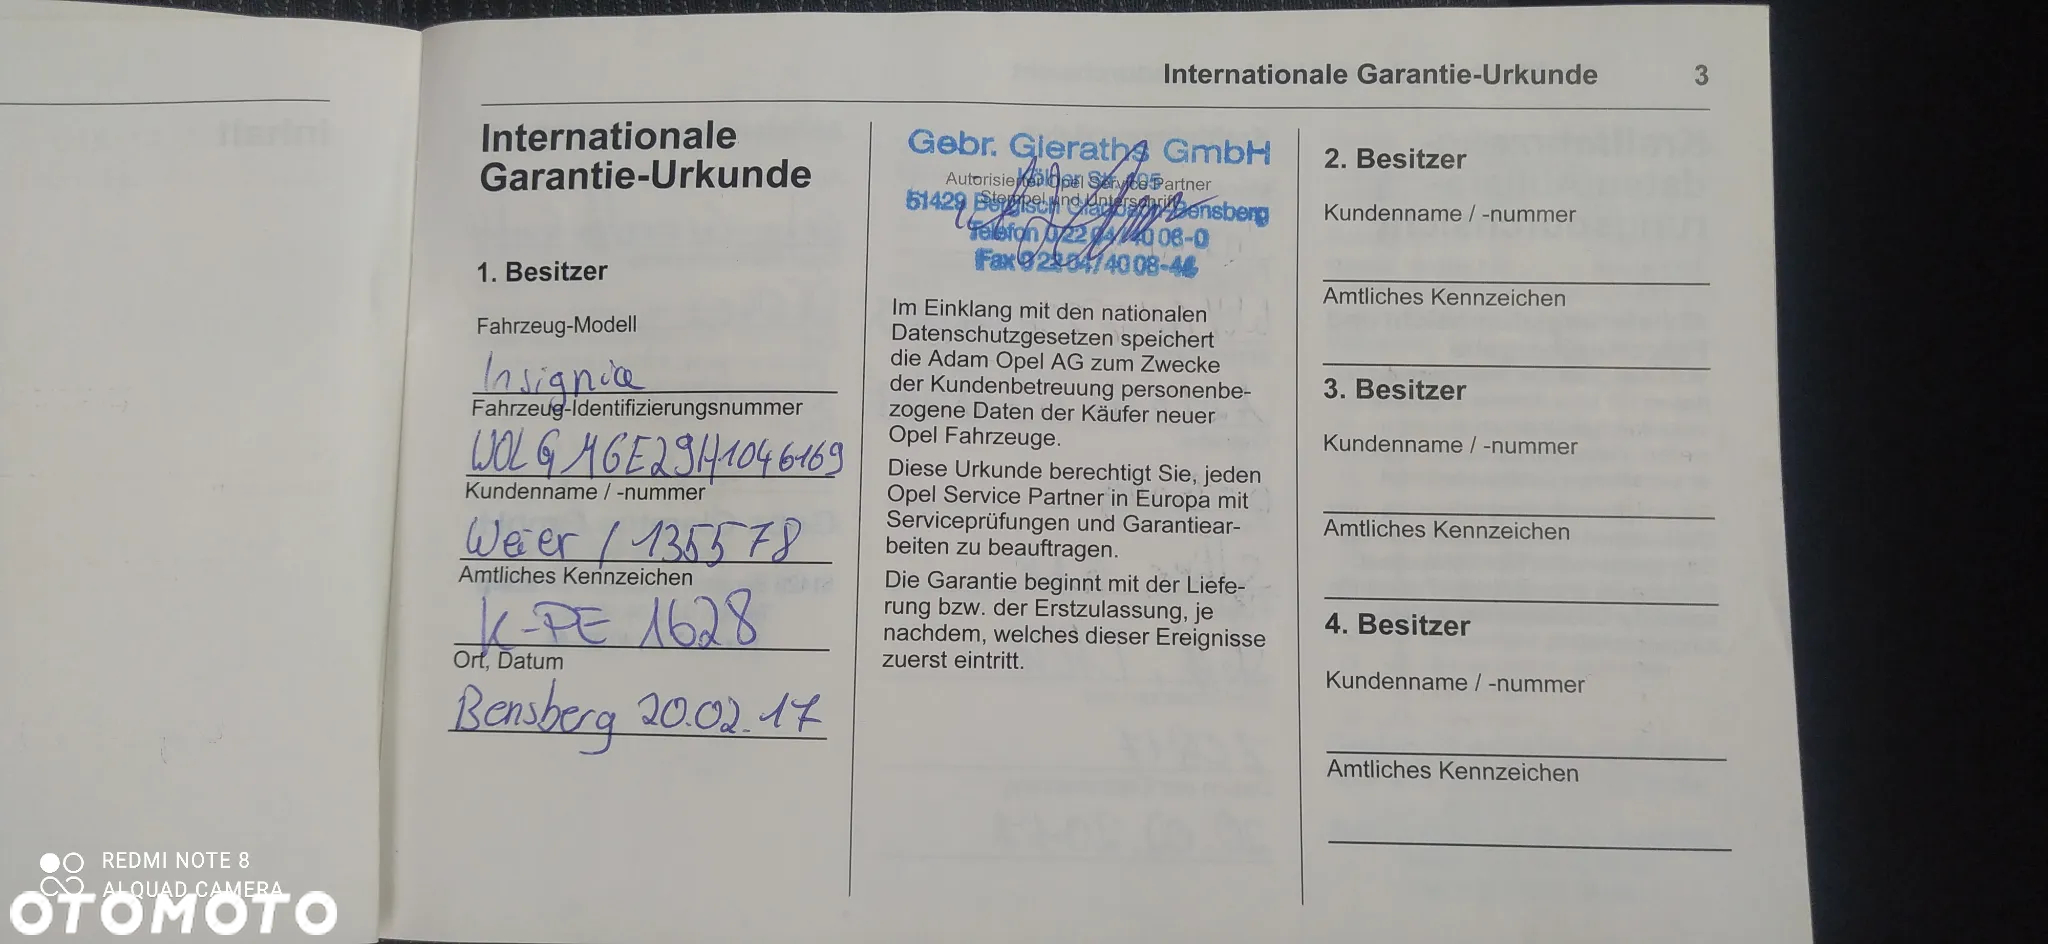 Internationale Garantie-Urkunde 3
Internationale
Garantie-Urkunde
1. Besitzer
Fahrzeug-Modell
Insignia
Fahrzeug-Identifizierungsnummer
W0LGM6E29H1046169
Kundenname / -nummer
Weier / 1355578
Amtliches Kennzeichen
K-PE 1628
Ort, Datum
Bensberg 20.02.17
Gebr. Gieraths GmbH
Kölner Str.
Autorisierter Opel Service Partner
Stempel und Unterschrift
51429 Bergisch Gladbach-Bensberg
Telefon 0 22 04/40 08-0
Fax 0 22 04/40 08-44
Im Einklang mit den nationalen
Datenschutzgesetzen speichert
die Adam Opel AG zum Zwecke
der Kundenbetreuung personenbe-
zogene Daten der Käufer neuer
Opel Fahrzeuge.
Diese Urkunde berechtigt Sie, jeden
Opel Service Partner in Europa mit
Serviceprüfungen und Garantiear-
beiten zu beauftragen.
Die Garantie beginnt mit der Liefe-
rung bzw. der Erstzulassung, je
nachdem, welches dieser Ereignisse
zuerst eintritt.
2. Besitzer
Kundenname / -nummer
Amtliches Kennzeichen
3. Besitzer
Kundenname / -nummer
Amtliches Kennzeichen
4. Besitzer
Kundenname / -nummer
Amtliches Kennzeichen
REDMI NOTE 8
AI QUAD CAMERA
OTOMOTO